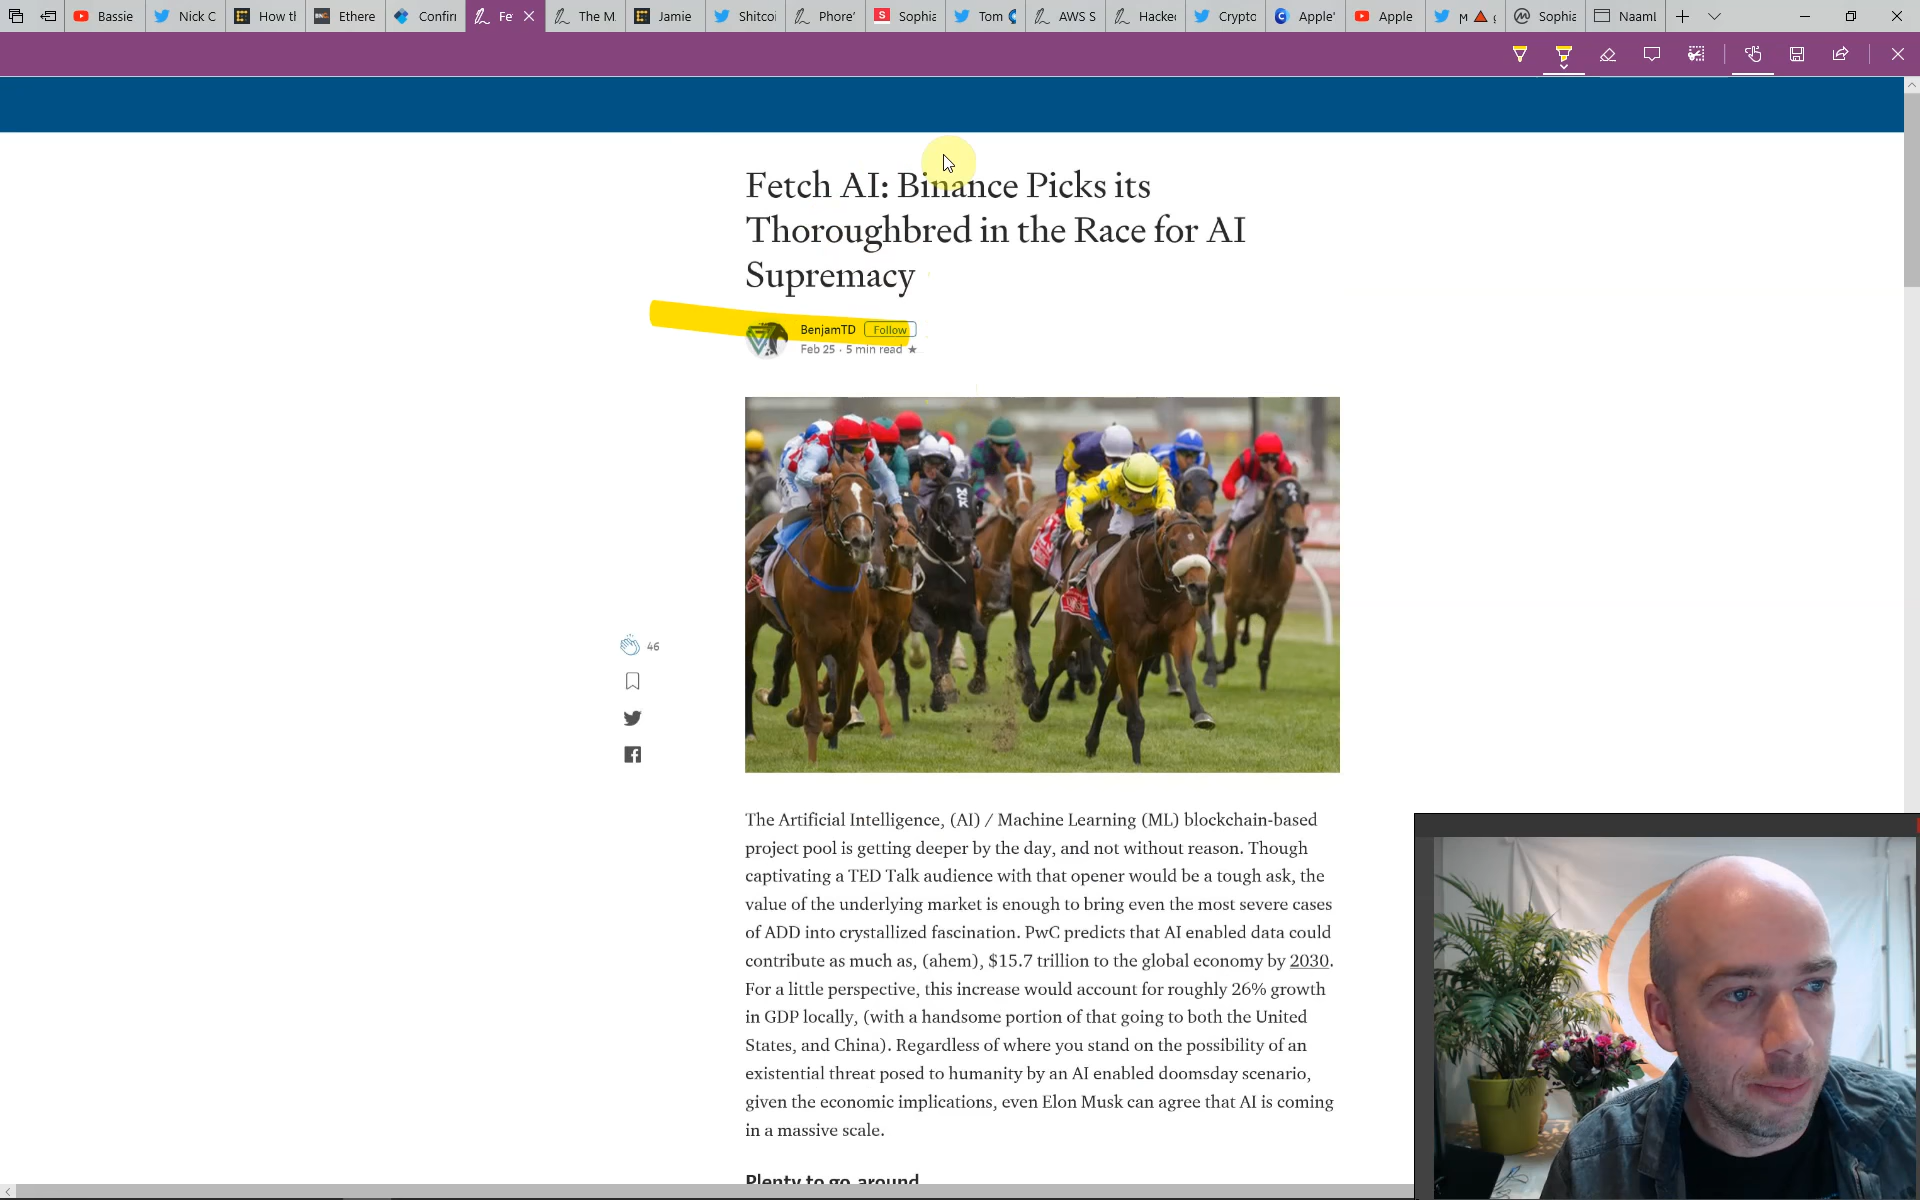 Bassie
Nick C
How tl
Ethere
Confin
Fe
The M
Jamie
Shitcoi
Phore'
Sophia
Tom
AWS S
Hacke
Crypto
Apple'
Apple
Sophia
Naaml
Fetch AI: Binance Picks its
Thoroughbred in the Race for AI
Supremacy
BenjamTD Follow
Feb 25 · 5 min read ★
46
The Artificial Intelligence, (AI) / Machine Learning (ML) blockchain-based
project pool is getting deeper by the day, and not without reason. Though
captivating a TED Talk audience with that opener would be a tough ask, the
value of the underlying market is enough to bring even the most severe cases
of ADD into crystallized fascination. PwC predicts that AI enabled data could
contribute as much as, (ahem), $15.7 trillion to the global economy by 2030.
For a little perspective, this increase would account for roughly 26% growth
in GDP locally, (with a handsome portion of that going to both the United
States, and China). Regardless of where you stand on the possibility of an
existential threat posed to humanity by an AI enabled doomsday scenario,
given the economic implications, even Elon Musk can agree that AI is coming
in a massive scale.
Plenty to go around